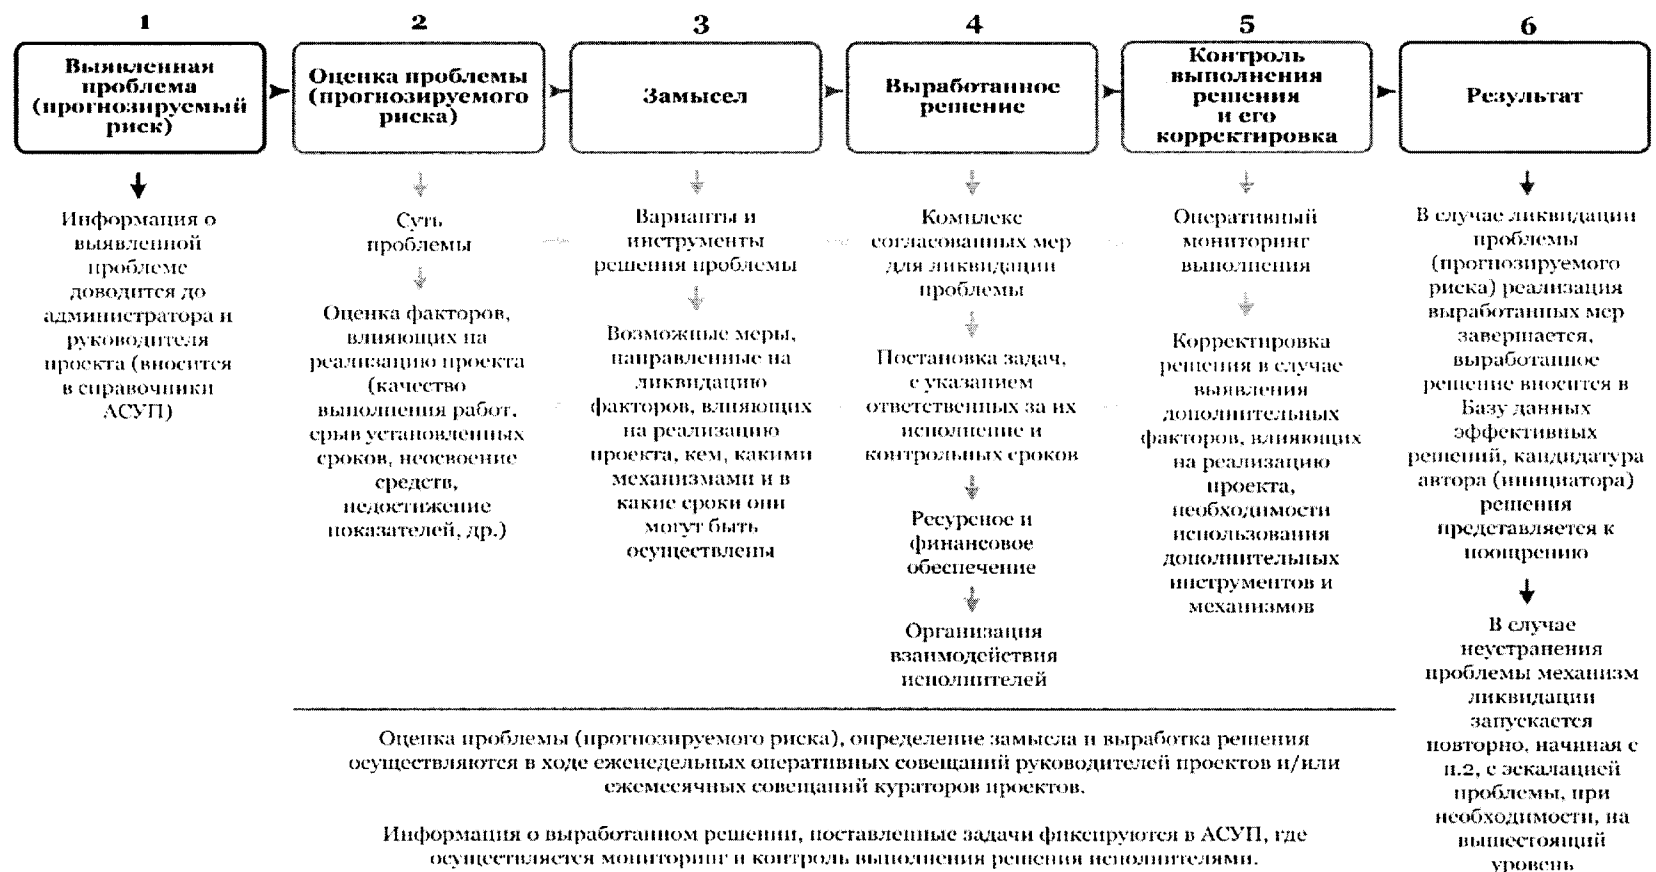 1
Выявленная
проблема
(прогнозируемый
риск)
Информация о
выявленной
проблеме
доводится до
администратора и
руководителя
проекта (вносится
в справочники
АСУП)
2
Оценка проблемы
(прогнозируемого
риска)
Суть
проблемы
Оценка факторов,
влияющих на
реализацию проекта
(качество
выполнения работ,
срыв установленных
сроков, неосвоение
средств,
недостижение
показателей, др.)
3
Замысел
Варианты и
инструменты
решения проблемы
Возможные меры,
направленные на
ликвидацию
факторов, влияющих
на реализацию
проекта, кем, какими
механизмами и в
какие сроки они
могут быть
осуществлены
4
Выработанное
решение
Комплекс
согласованных мер
для ликвидации
проблемы
Постановка задач,
с указанием
ответственных за их
исполнение и
контрольных сроков
Ресурсное и
финансовое
обеспечение
Организация
взаимодействия
исполнителей
5
Контроль
выполнения
решения
и его
корректировка
Оперативный
мониторинг
выполнения
Корректировка
решения в случае
выявления
дополнительных
факторов, влияющих
на реализацию
проекта,
необходимости
использования
дополнительных
инструментов и
механизмов
6
Результат
В случае ликвидации
проблемы
(прогнозируемого
риска) реализация
выработанных мер
завершается,
выработанное
решение вносится в
Базу данных
эффективных
решений, кандидатура
автора (инициатора)
решения
представляется к
поощрению
В случае
неустранения
проблемы механизм
ликвидации
запускается
повторно, начиная с
п.2, с эскалацией
проблемы, при
необходимости, на
вышестоящий
уровень
Оценка проблемы (прогнозируемого риска), определение замысла и выработка решения
осуществляются в ходе еженедельных оперативных совещаний руководителей проектов и/или
ежемесячных совещаний кураторов проектов.
Информация о выработанном решении, поставленные задачи фиксируются в АСУП, где
осуществляется мониторинг и контроль выполнения решения исполнителями.